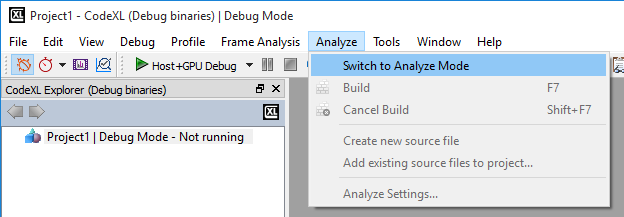 XL Project1 - CodeXL (Debug binaries) | Debug Mode
File Edit View Debug Profile Frame Analysis Analyze Tools Window Help
Host+GPU Debug
Switch to Analyze Mode
CodeXL Explorer (Debug binaries)
Build F7
XL
Cancel Build Shift+F7
Project1 | Debug Mode - Not running
Create new source file
Add existing source files to project...
Analyze Settings...